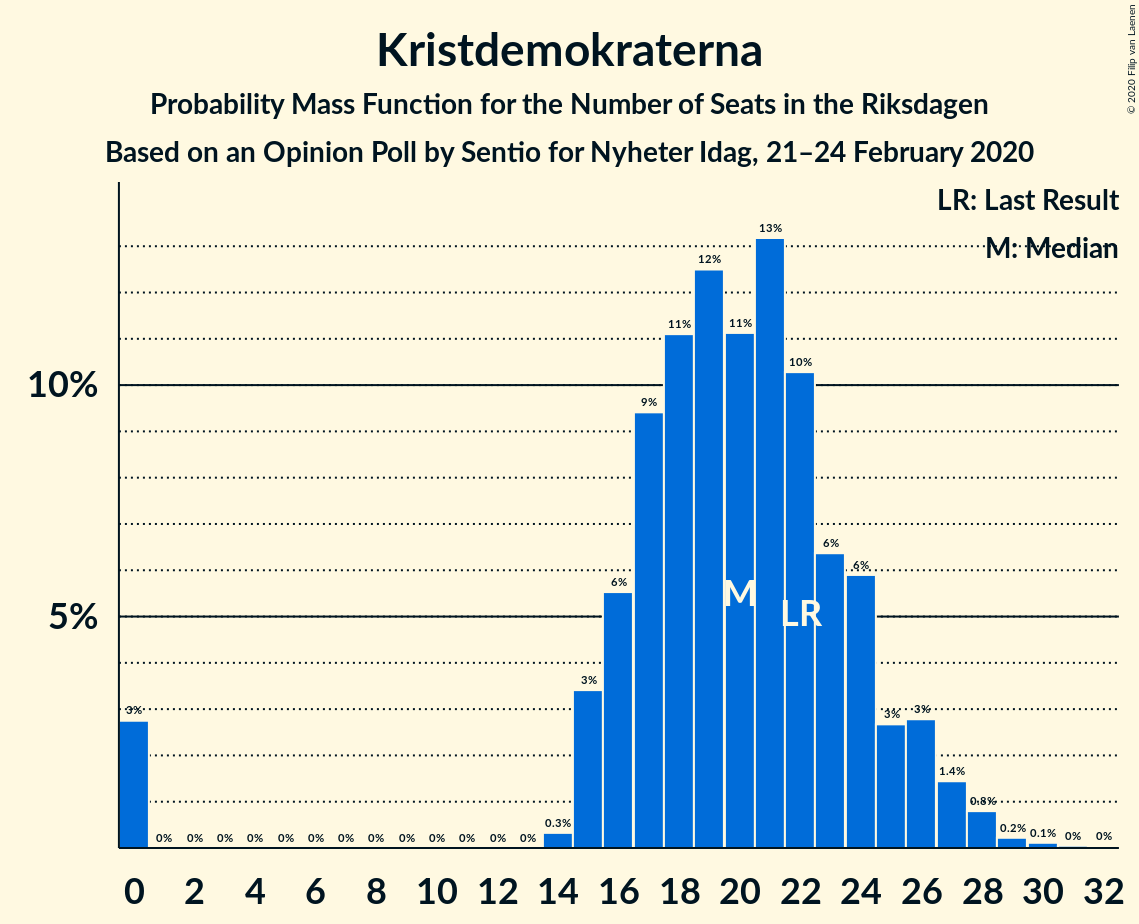 Kristdemokraterna
Probability Mass Function for the Number of Seats in the Riksdagen
Based on an Opinion Poll by Sentio for Nyheter Idag, 21–24 February 2020
© 2020 Filip van Laenen
LR: Last Result
M: Median
10%
5%
3% 0% 0% 0% 0% 0% 0% 0% 0% 0% 0% 0% 0% 0% 0.3% 3% 6% 9% 11% 12% 11% 13% 10% 6% 6% 3% 3% 1.4% 0.8% 0.2% 0.1% 0% 0%
M
LR
0 2 4 6 8 10 12 14 16 18 20 22 24 26 28 30 32